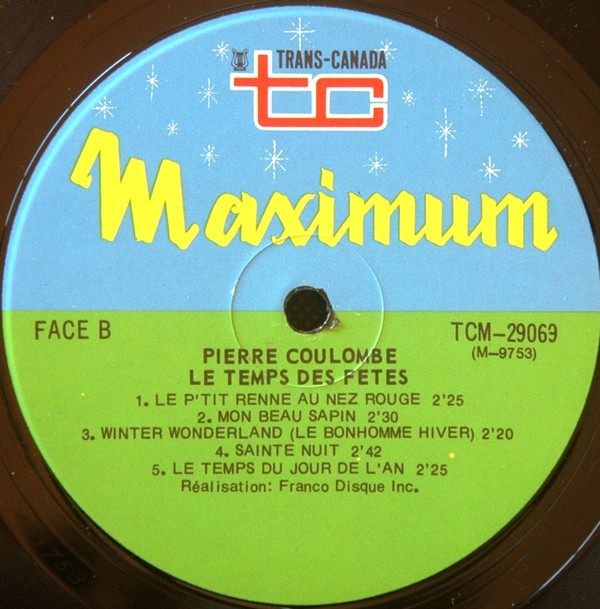 TRANS-CANADA
tc
Maximum
FACE B
TCM-29069
(M-9753)
PIERRE COULOMBE
LE TEMPS DES FETES
1. LE P'TIT RENNE AU NEZ ROUGE 2'25
2. MON BEAU SAPIN 2'30
3. WINTER WONDERLAND (LE BONHOMME HIVER) 2'20
4. SAINTE NUIT 2'42
5. LE TEMPS DU JOUR DE L'AN 2'25
Réalisation: Franco Disque Inc.